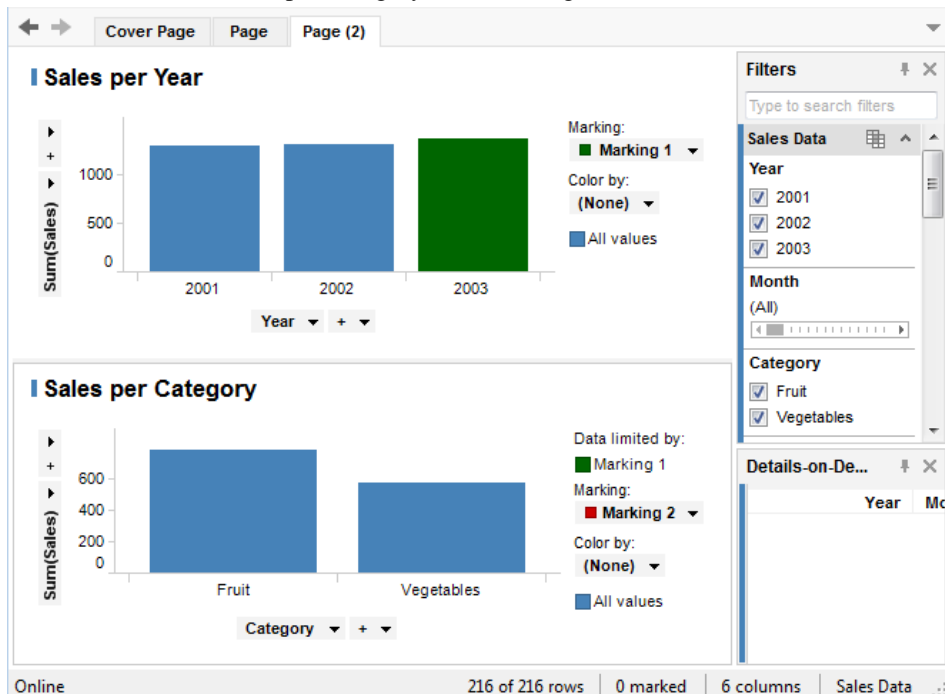 Cover Page Page Page (2)
Sales per Year
Sum(Sales)
+
1000
500
0
2001 2002 2003
Year + 
Marking:
Marking 1
Color by:
(None)
All values
Sales per Category
Sum(Sales)
+
600
400
200
0
Fruit Vegetables
Category +
Data limited by:
Marking 1
Marking:
Marking 2
Color by:
(None)
All values
Filters
Type to search filters
Sales Data
Year
2001
2002
2003
Month
(All)
Category
Fruit
Vegetables
Details-on-De...
Year
Online 216 of 216 rows 0 marked 6 columns Sales Data